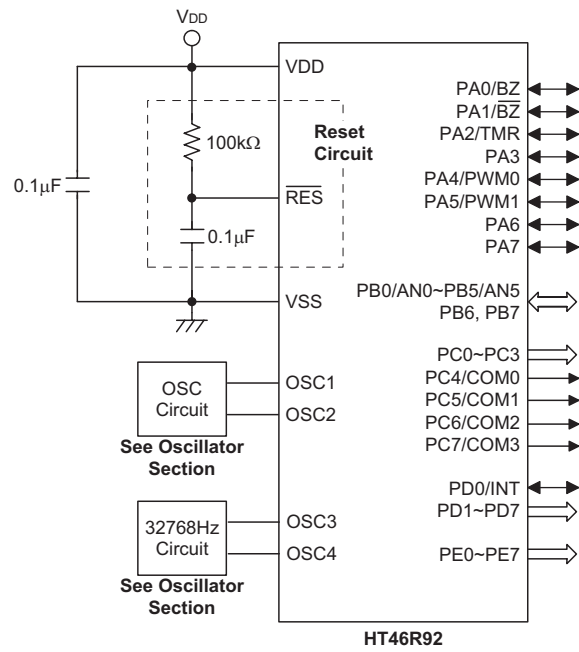 VDD
VDD
Reset
Circuit
100kΩ
0.1µF
R̅E̅S̅
0.1µF
VSS
OSC
Circuit
OSC1
OSC2
See Oscillator
Section
32768Hz
Circuit
OSC3
OSC4
See Oscillator
Section
PA0/BZ
PA1/B̅Z̅
PA2/TMR
PA3
PA4/PWM0
PA5/PWM1
PA6
PA7
PB0/AN0~PB5/AN5
PB6, PB7
PC0~PC3
PC4/COM0
PC5/COM1
PC6/COM2
PC7/COM3
PD0/INT
PD1~PD7
PE0~PE7
HT46R92